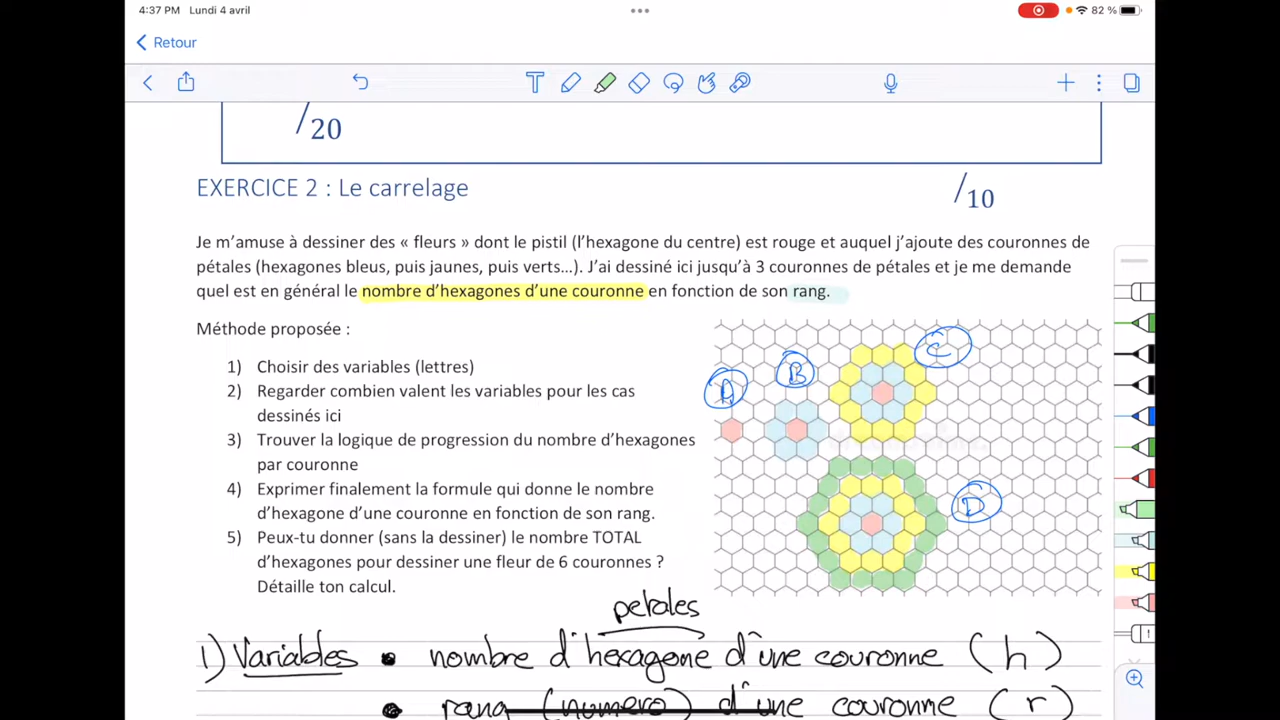 4:37 PM Lundi 4 avril
82 %
Retour
/20
EXERCICE 2 : Le carrelage
/10
Je m’amuse à dessiner des « fleurs » dont le pistil (l’hexagone du centre) est rouge et auquel j’ajoute des couronnes de
pétales (hexagones bleus, puis jaunes, puis verts…). J’ai dessiné ici jusqu’à 3 couronnes de pétales et je me demande
quel est en général le nombre d’hexagones d’une couronne en fonction de son rang.
Méthode proposée :
1) Choisir des variables (lettres)
2) Regarder combien valent les variables pour les cas
dessinés ici
3) Trouver la logique de progression du nombre d’hexagones
par couronne
4) Exprimer finalement la formule qui donne le nombre
d’hexagone d’une couronne en fonction de son rang.
5) Peux-tu donner (sans la dessiner) le nombre TOTAL
d’hexagones pour dessiner une fleur de 6 couronnes ?
Détaille ton calcul.
A
B
C
D
petales
1) Variables • nombre d'hexagone d'une couronne (h)
• rang (numero) d'une couronne (r)